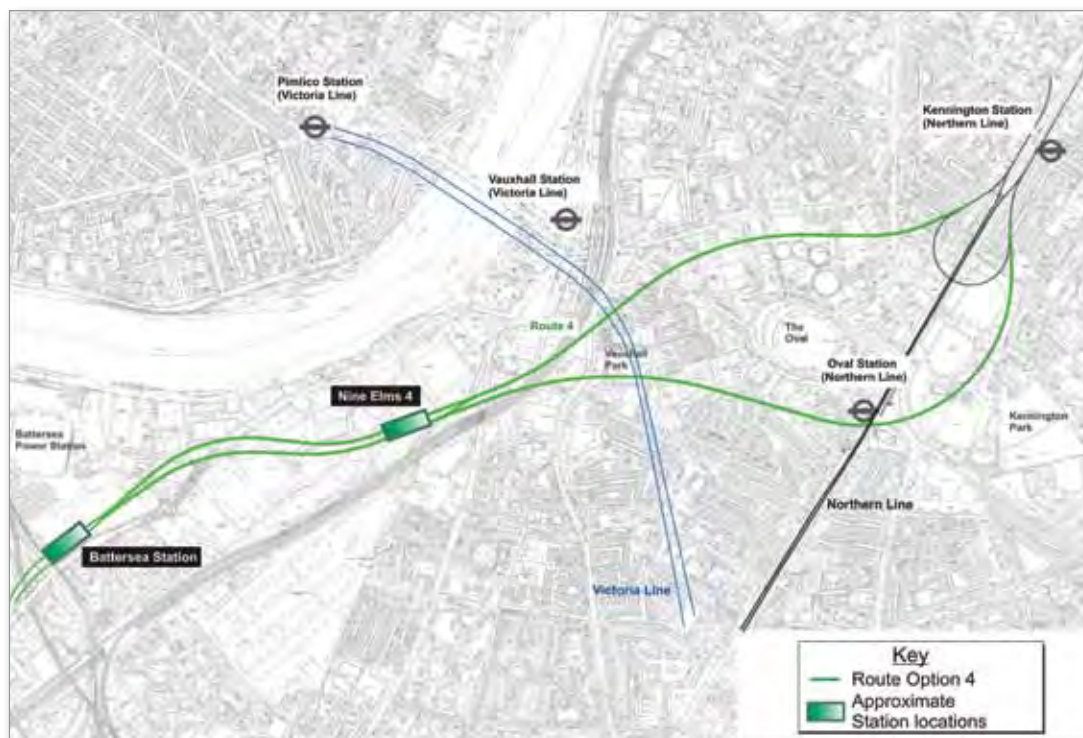 Pimlico Station
(Victoria Line)
Kennington Station
(Northern Line)
Vauxhall Station
(Victoria Line)
Route 4
The
Oval
Vauxhall
Park
Oval Station
(Northern Line)
Nine Elms 4
Kennington
Park
Battersea
Power Station
Northern Line
Battersea Station
Victoria Line
Key
Route Option 4
Approximate
Station locations